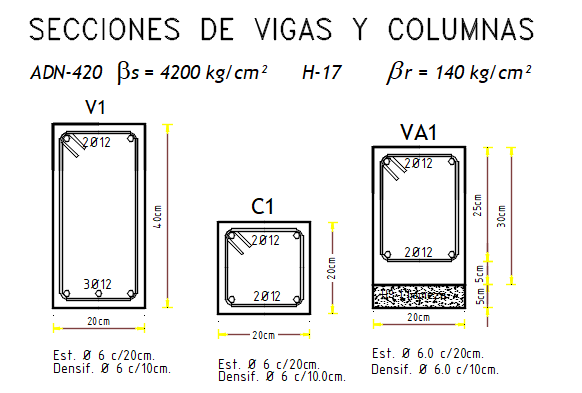 SECCIONES DE VIGAS Y COLUMNAS
ADN-420 βs = 4200 kg/cm² H-17 βr = 140 kg/cm²
V1
2Ø12
3Ø12
40cm
20cm
Est. Ø 6 c/20cm.
Densif. Ø 6 c/10cm.
C1
2Ø12
2Ø12
20cm
20cm
Est. Ø 6 c/20cm.
Densif. Ø 6 c/10.0cm.
VA1
2Ø12
2Ø12
25cm
5cm
5cm
30cm
20cm
Est. Ø 6.0 c/20cm.
Densif. Ø 6.0 c/10cm.